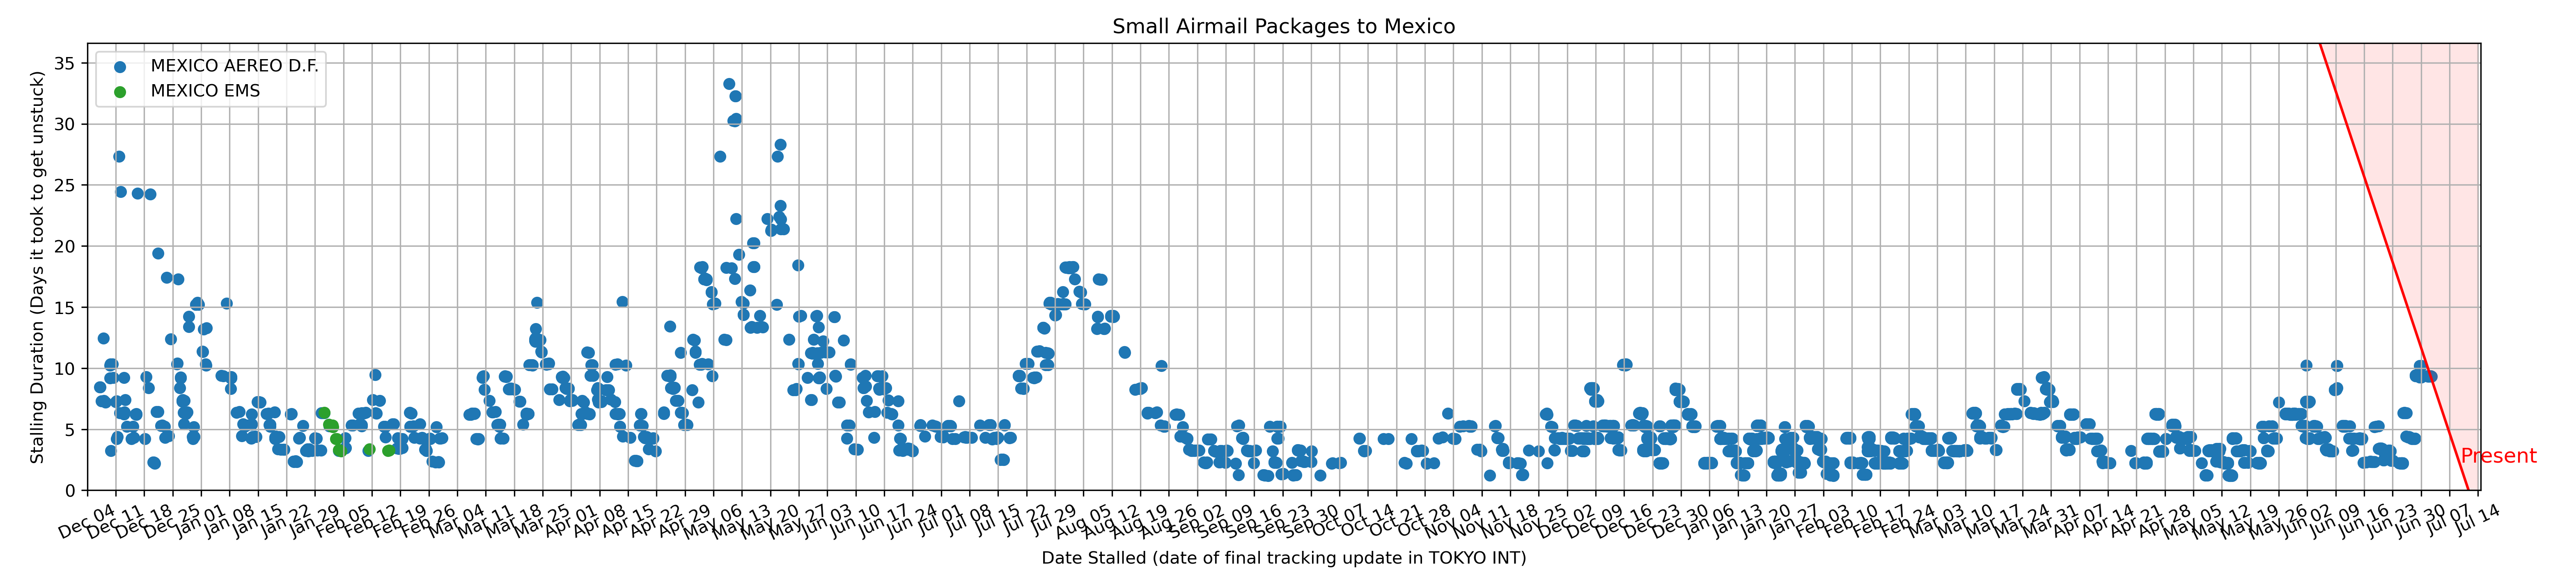 Small Airmail Packages to Mexico
MEXICO AEREO D.F.
MEXICO EMS
Stalling Duration (Days it took to get unstuck)
35
30
25
20
15
10
5
0
Present
Dec 04
Dec 11
Dec 18
Dec 25
Jan 01
Jan 08
Jan 15
Jan 22
Jan 29
Feb 05
Feb 12
Feb 19
Feb 26
Mar 04
Mar 11
Mar 18
Mar 25
Apr 01
Apr 08
Apr 15
Apr 22
Apr 29
May 06
May 13
May 20
May 27
Jun 03
Jun 10
Jun 17
Jun 24
Jul 01
Jul 08
Jul 15
Jul 22
Jul 29
Aug 05
Aug 12
Aug 19
Aug 26
Sep 02
Sep 09
Sep 16
Sep 23
Sep 30
Oct 07
Oct 14
Oct 21
Oct 28
Nov 04
Nov 11
Nov 18
Nov 25
Dec 02
Dec 09
Dec 16
Dec 23
Dec 30
Jan 06
Jan 13
Jan 20
Jan 27
Feb 03
Feb 10
Feb 17
Feb 24
Mar 03
Mar 10
Mar 17
Mar 24
Mar 31
Apr 07
Apr 14
Apr 21
Apr 28
May 05
May 12
May 19
May 26
Jun 02
Jun 09
Jun 16
Jun 23
Jun 30
Jul 07
Jul 14
Date Stalled (date of final tracking update in TOKYO INT)